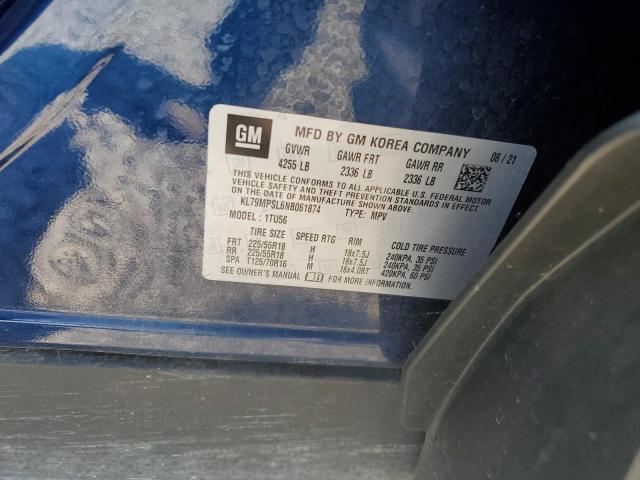 GM MFD BY GM KOREA COMPANY 08 / 21
GVWR GAWR FRT GAWR RR
4255 LB 2336 LB 2336 LB
THIS VEHICLE CONFORMS TO ALL APPLICABLE U.S. FEDERAL MOTOR
VEHICLE SAFETY AND THEFT PREVENTION STANDARDS IN EFFECT
ON THE DATE OF MANUFACTURE SHOWN ABOVE.
KL79MPSL6NB061874 TYPE: MPV
MODEL : 1TU56
TIRE SIZE SPEED RTG RIM COLD TIRE PRESSURE
FRT 225/55R18 H 18x7.5J 240KPA, 35 PSI
RR 225/55R18 H 18x7.5J 240KPA, 35 PSI
SPA T125/70R16 M 16x4.0BT 420KPA, 60 PSI
SEE OWNER'S MANUAL FOR MORE INFORMATION.